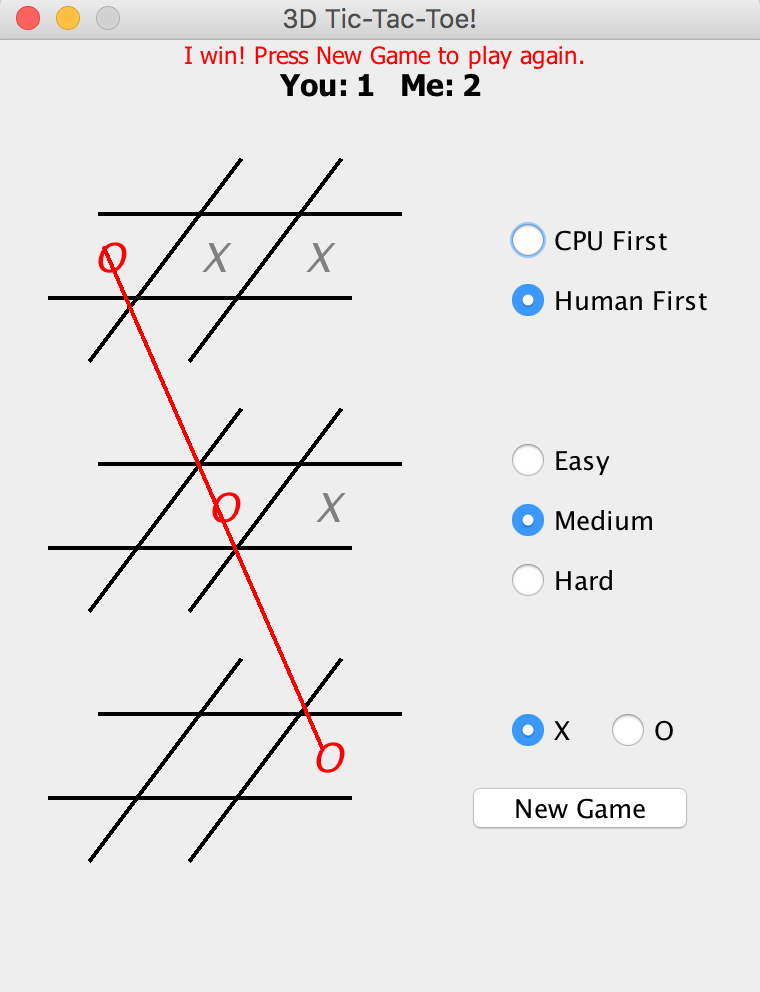 3D Tic-Tac-Toe!
I win! Press New Game to play again.
You: 1 Me: 2
O X X
CPU First
Human First
O X
Easy
Medium
Hard
O
X O
New Game